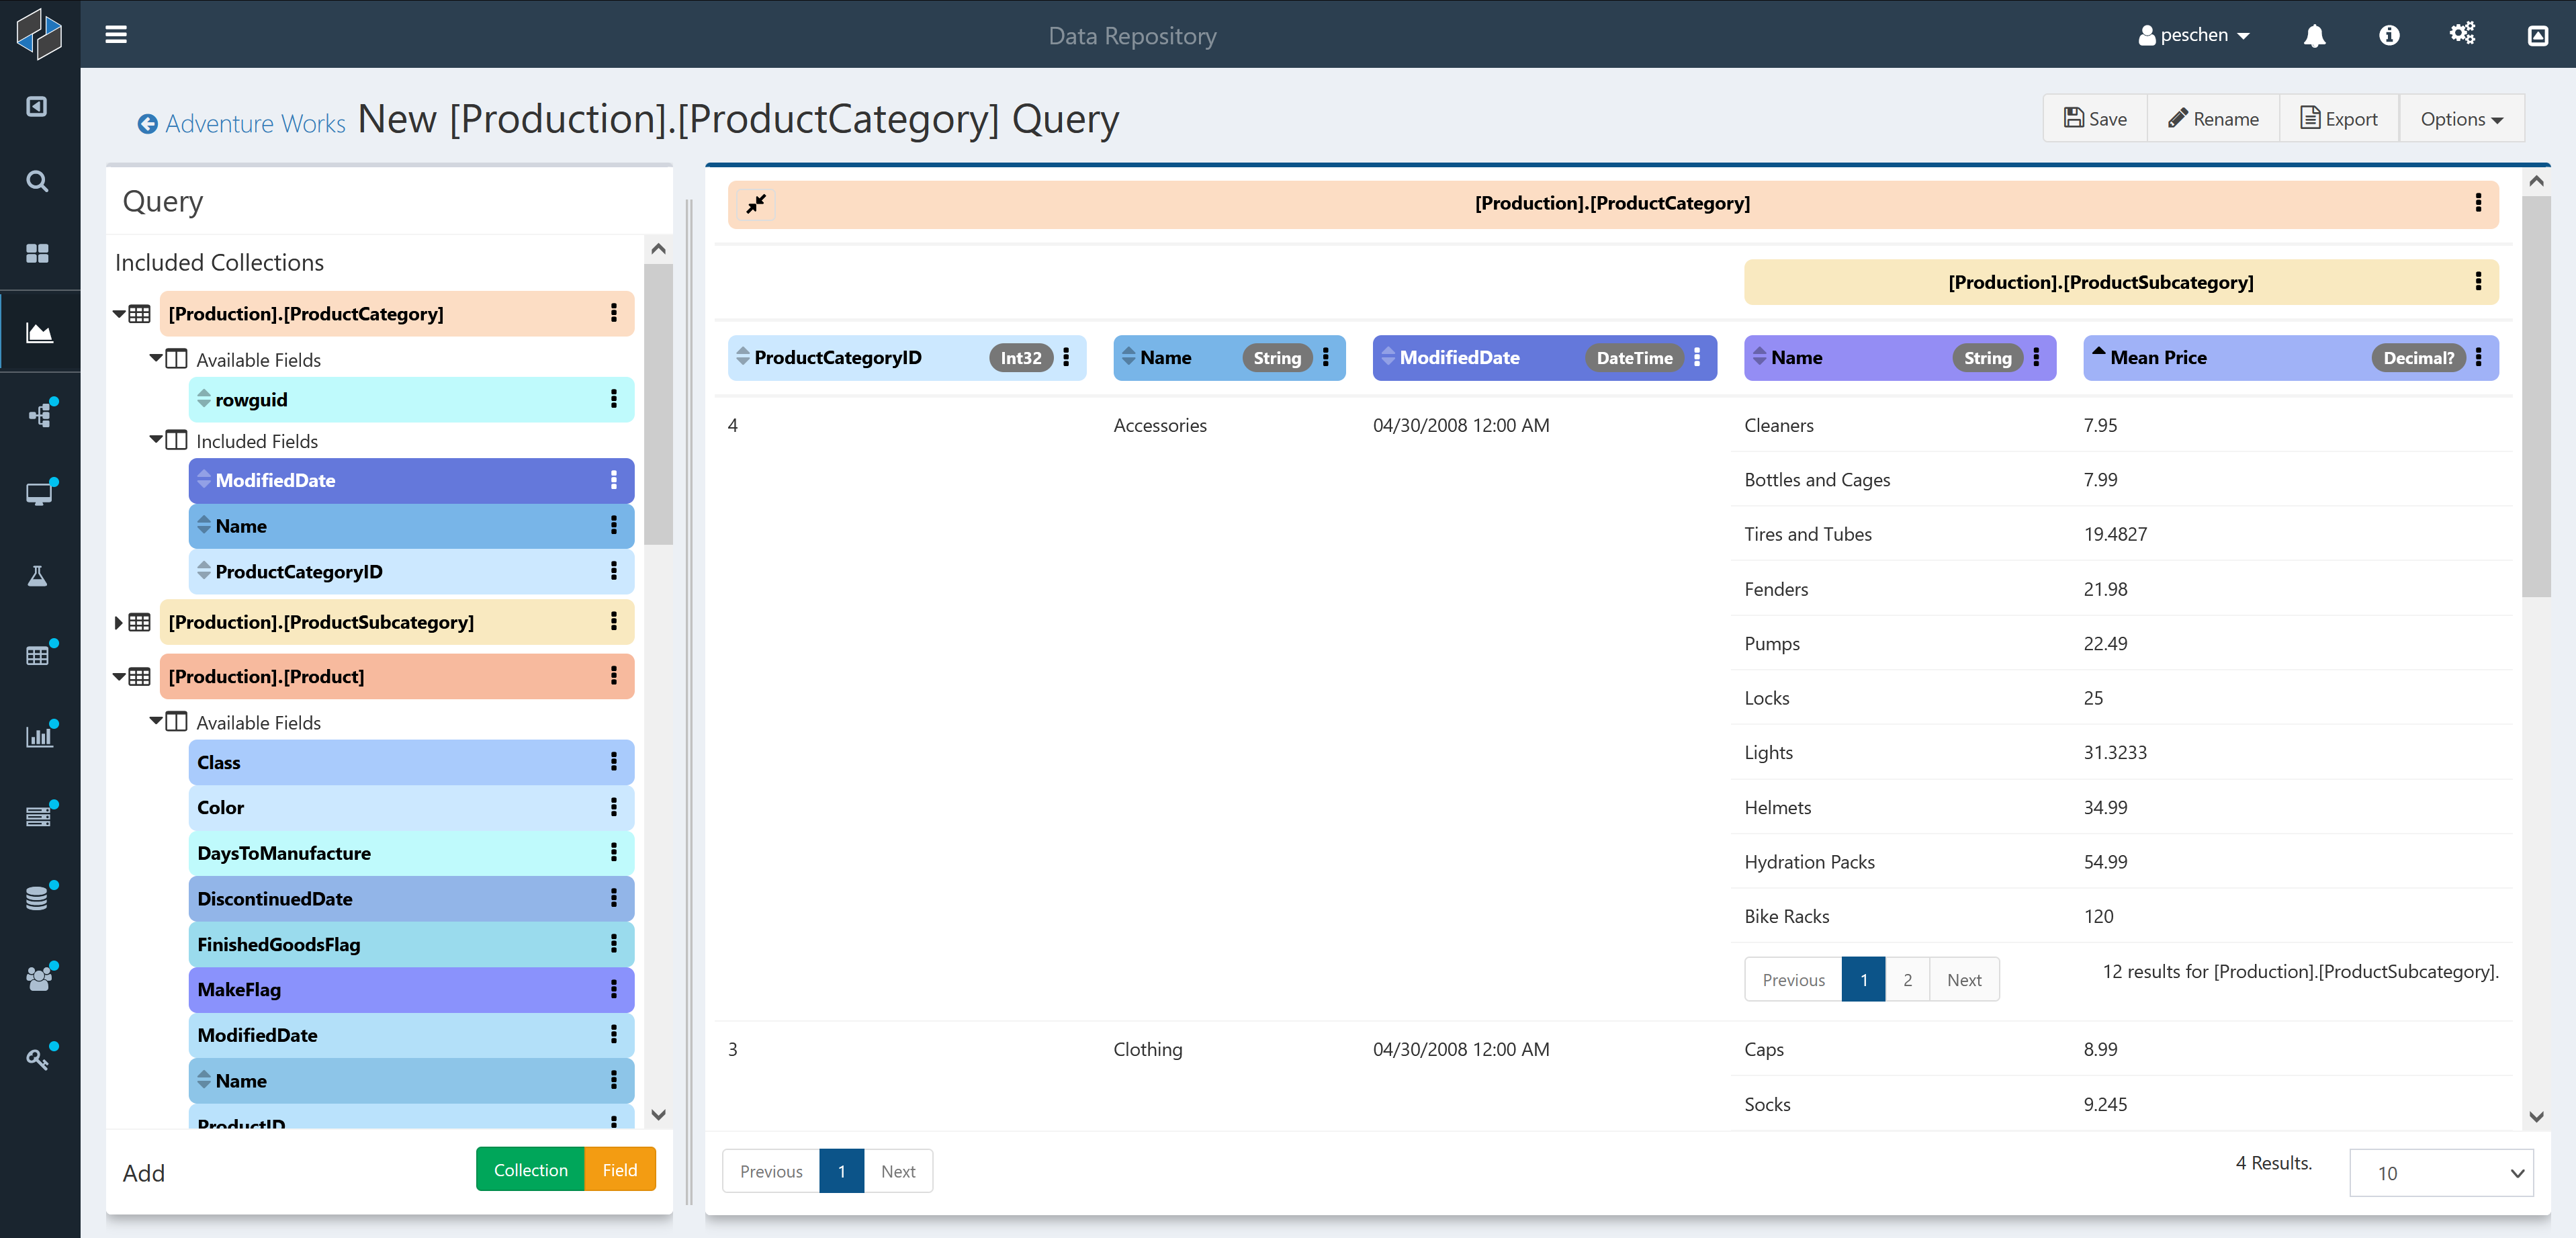 Data Repository
peschen
Adventure Works New [Production].[ProductCategory] Query
Save Rename Export Options
Query
Included Collections
[Production].[ProductCategory]
Available Fields
rowguid
Included Fields
ModifiedDate
Name
ProductCategoryID
[Production].[ProductSubcategory]
[Production].[Product]
Available Fields
Class
Color
DaysToManufacture
DiscontinuedDate
FinishedGoodsFlag
MakeFlag
ModifiedDate
Name
ProductID
Add Collection Field
[Production].[ProductCategory]
[Production].[ProductSubcategory]
ProductCategoryID Int32 Name String ModifiedDate DateTime Name String Mean Price Decimal?
4 Accessories 04/30/2008 12:00 AM Cleaners 7.95
Bottles and Cages 7.99
Tires and Tubes 19.4827
Fenders 21.98
Pumps 22.49
Locks 25
Lights 31.3233
Helmets 34.99
Hydration Packs 54.99
Bike Racks 120
Previous 1 2 Next 12 results for [Production].[ProductSubcategory].
3 Clothing 04/30/2008 12:00 AM Caps 8.99
Socks 9.245
Previous 1 Next 4 Results. 10